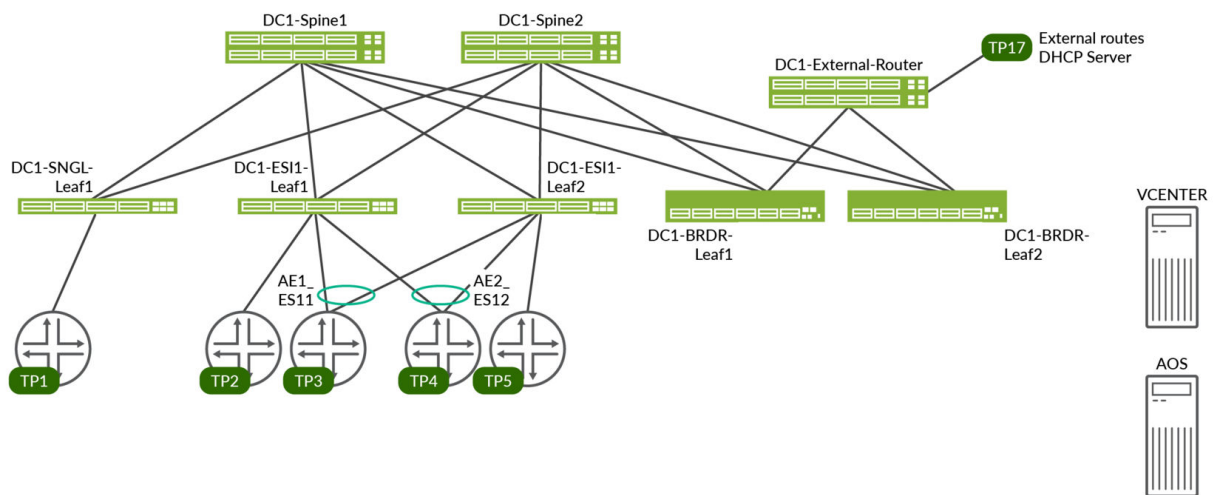 DC1-Spine1
DC1-Spine2
DC1-External-Router
TP17
External routes
DHCP Server
DC1-SNGL-
Leaf1
DC1-ESI1-
Leaf1
DC1-ESI1-
Leaf2
DC1-BRDR-
Leaf1
DC1-BRDR-
Leaf2
VCENTER
AE1_
ES11
AE2_
ES12
TP1
TP2
TP3
TP4
TP5
AOS